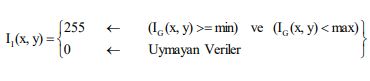 I₁(x, y) = {255 ← (I_G(x, y) >= min) ve (I_G(x, y) < max)}
{0 ← Uymayan Veriler}